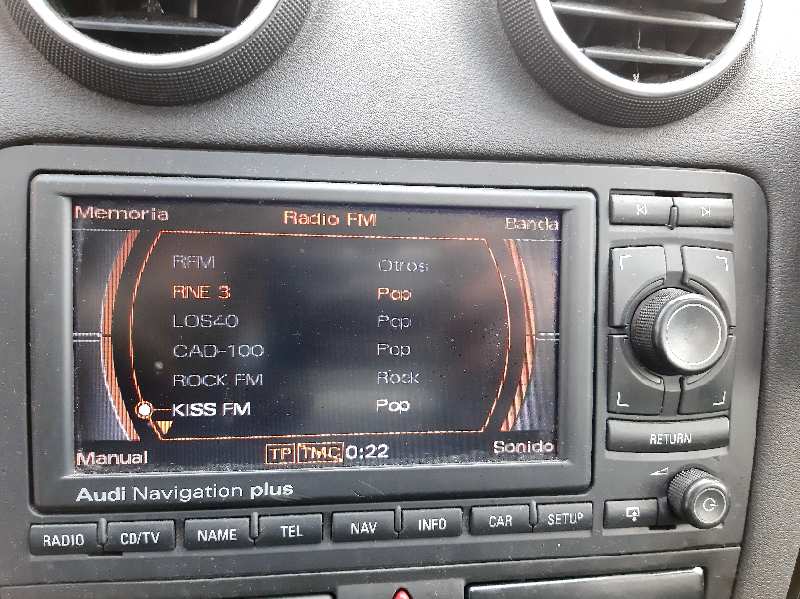 Memoria Radio FM Banda
RFM Otros
RNE 3 Pop
LOS40 Pop
CAD-100 Pop
ROCK FM Rock
KISS FM Pop
Manual TP TMC 0:22 Sonido
Audi Navigation plus
RETURN
RADIO CD/TV NAME TEL NAV INFO CAR SETUP